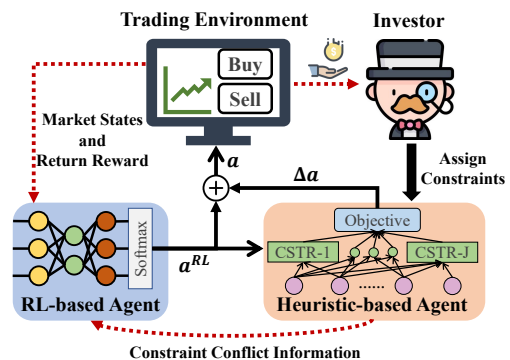 Trading Environment
Investor
Buy
Sell
$
Market States
and
Return Reward
a
Δa
Assign
Constraints
Softmax
a^{RL}
Objective
CSTR-1
CSTR-J
......
RL-based Agent
Heuristic-based Agent
Constraint Conflict Information